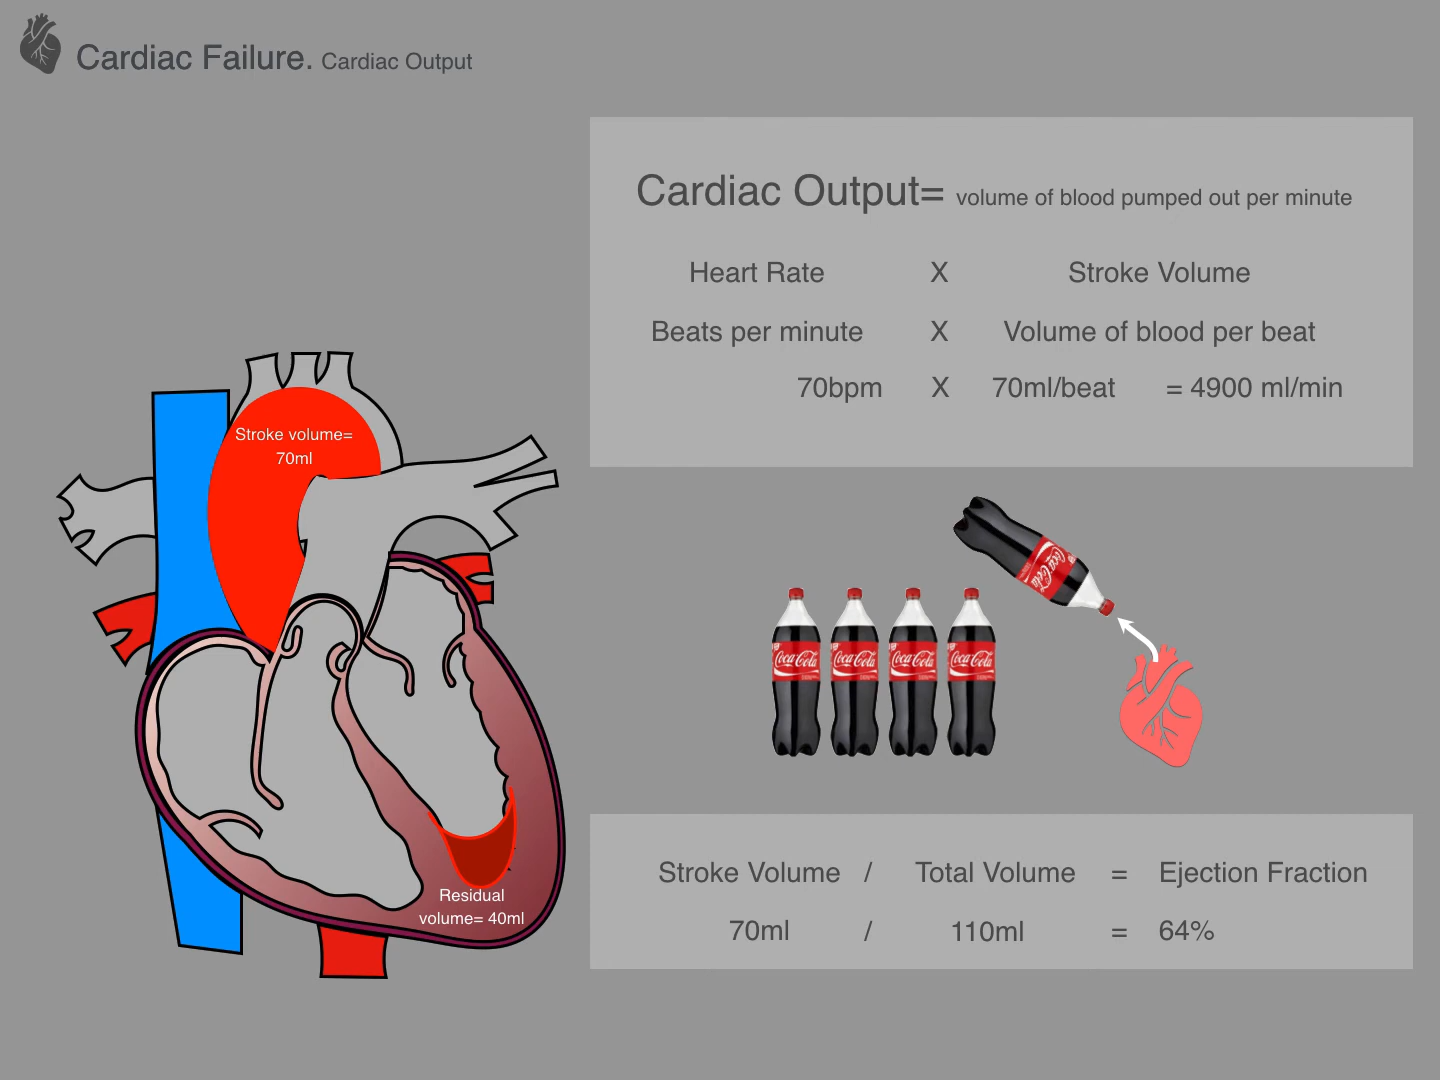 Cardiac Failure. Cardiac Output
Cardiac Output= volume of blood pumped out per minute
Heart Rate X Stroke Volume
Beats per minute X Volume of blood per beat
70bpm X 70ml/beat = 4900 ml/min
Stroke volume=
70ml
Coca-Cola
Coca-Cola Coca-Cola Coca-Cola Coca-Cola
Stroke Volume / Total Volume = Ejection Fraction
70ml / 110ml = 64%
Residual
volume= 40ml